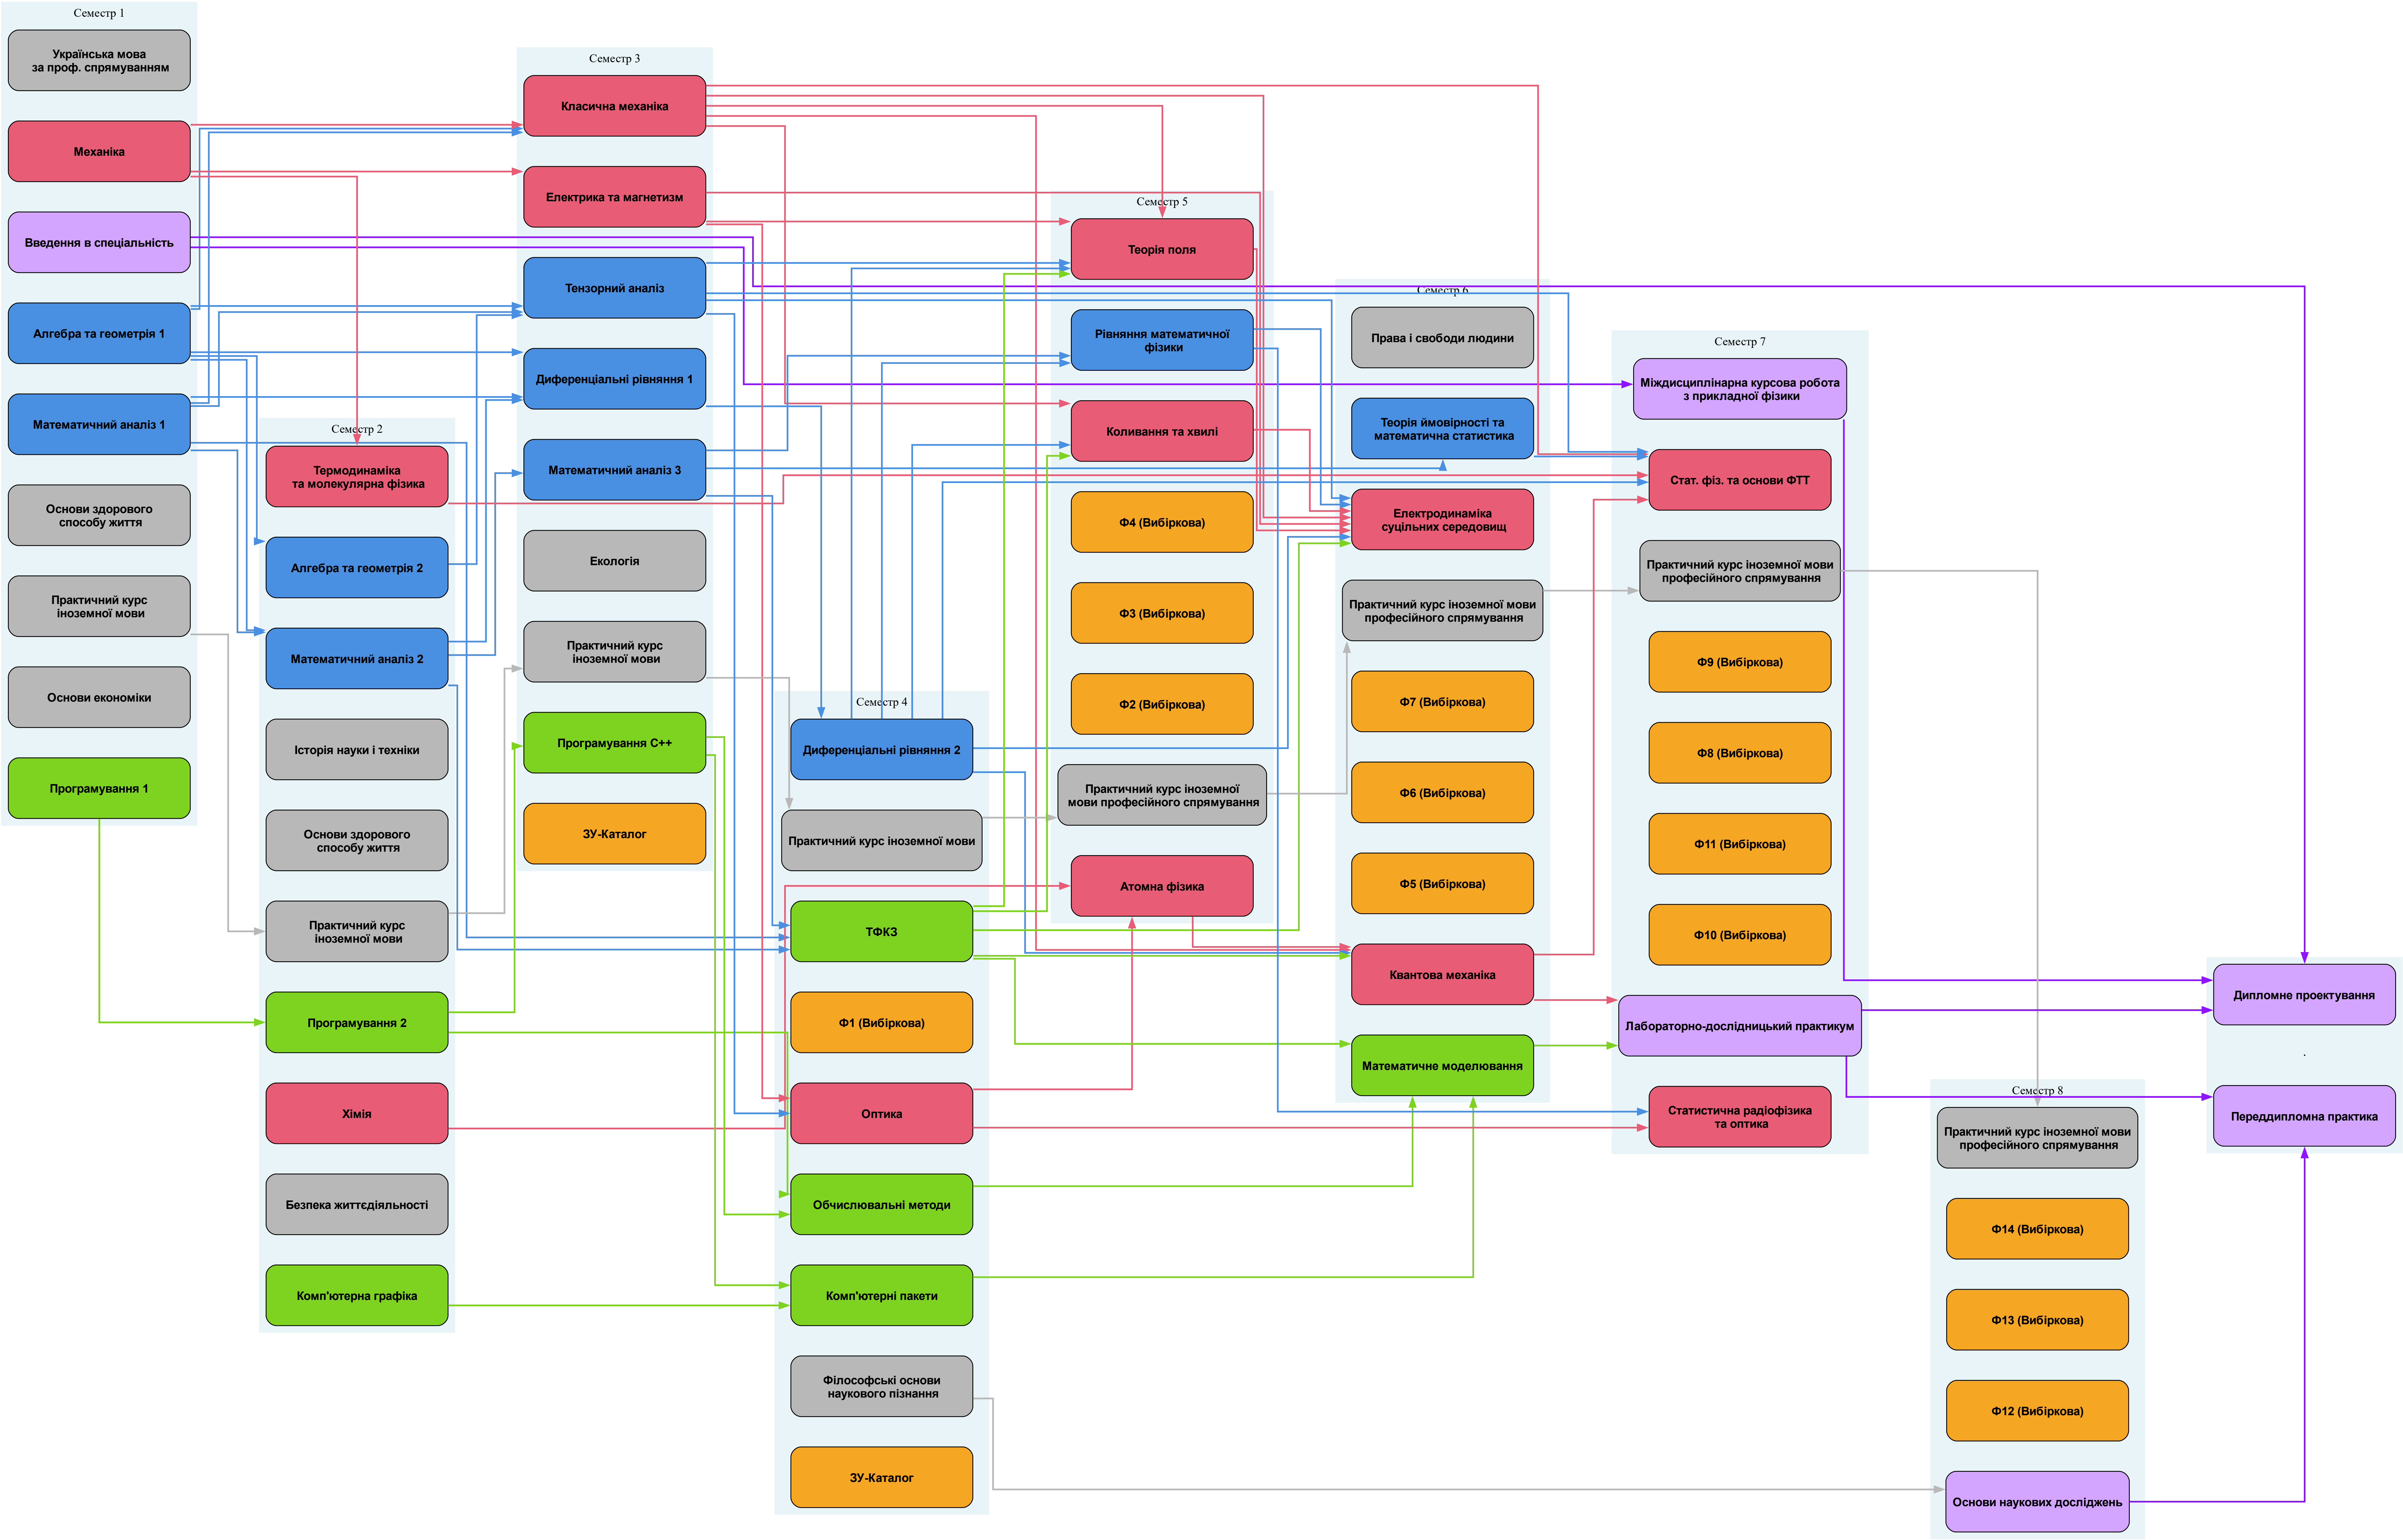 Семестр 1
Українська мова
за проф. спрямуванням
Механіка
Введення в спеціальність
Алгебра та геометрія 1
Математичний аналіз 1
Основи здорового
способу життя
Практичний курс
іноземної мови
Основи економіки
Програмування 1
Семестр 2
Термодинаміка
та молекулярна фізика
Алгебра та геометрія 2
Математичний аналіз 2
Історія науки і техніки
Основи здорового
способу життя
Практичний курс
іноземної мови
Програмування 2
Хімія
Безпека життєдіяльності
Комп'ютерна графіка
Семестр 3
Класична механіка
Електрика та магнетизм
Тензорний аналіз
Диференціальні рівняння 1
Математичний аналіз 3
Екологія
Практичний курс
іноземної мови
Програмування C++
ЗУ-Каталог
Семестр 4
Диференціальні рівняння 2
Практичний курс іноземної мови
ТФКЗ
Ф1 (Вибіркова)
Оптика
Обчислювальні методи
Комп'ютерні пакети
Філософські основи
наукового пізнання
ЗУ-Каталог
Семестр 5
Теорія поля
Рівняння математичної
фізики
Коливання та хвилі
Ф4 (Вибіркова)
Ф3 (Вибіркова)
Ф2 (Вибіркова)
Практичний курс іноземної
мови професійного спрямування
Атомна фізика
Семестр 6
Права і свободи людини
Теорія ймовірності та
математична статистика
Електродинаміка
суцільних середовищ
Практичний курс іноземної мови
професійного спрямування
Ф7 (Вибіркова)
Ф6 (Вибіркова)
Ф5 (Вибіркова)
Квантова механіка
Математичне моделювання
Семестр 7
Міждисциплінарна курсова робота
з прикладної фізики
Стат. фіз. та основи ФТТ
Практичний курс іноземної мови
професійного спрямування
Ф9 (Вибіркова)
Ф8 (Вибіркова)
Ф11 (Вибіркова)
Ф10 (Вибіркова)
Лабораторно-дослідницький практикум
Статистична радіофізика
та оптика
Семестр 8
Практичний курс іноземної мови
професійного спрямування
Ф14 (Вибіркова)
Ф13 (Вибіркова)
Ф12 (Вибіркова)
Основи наукових досліджень
Дипломне проектування
.
Переддипломна практика